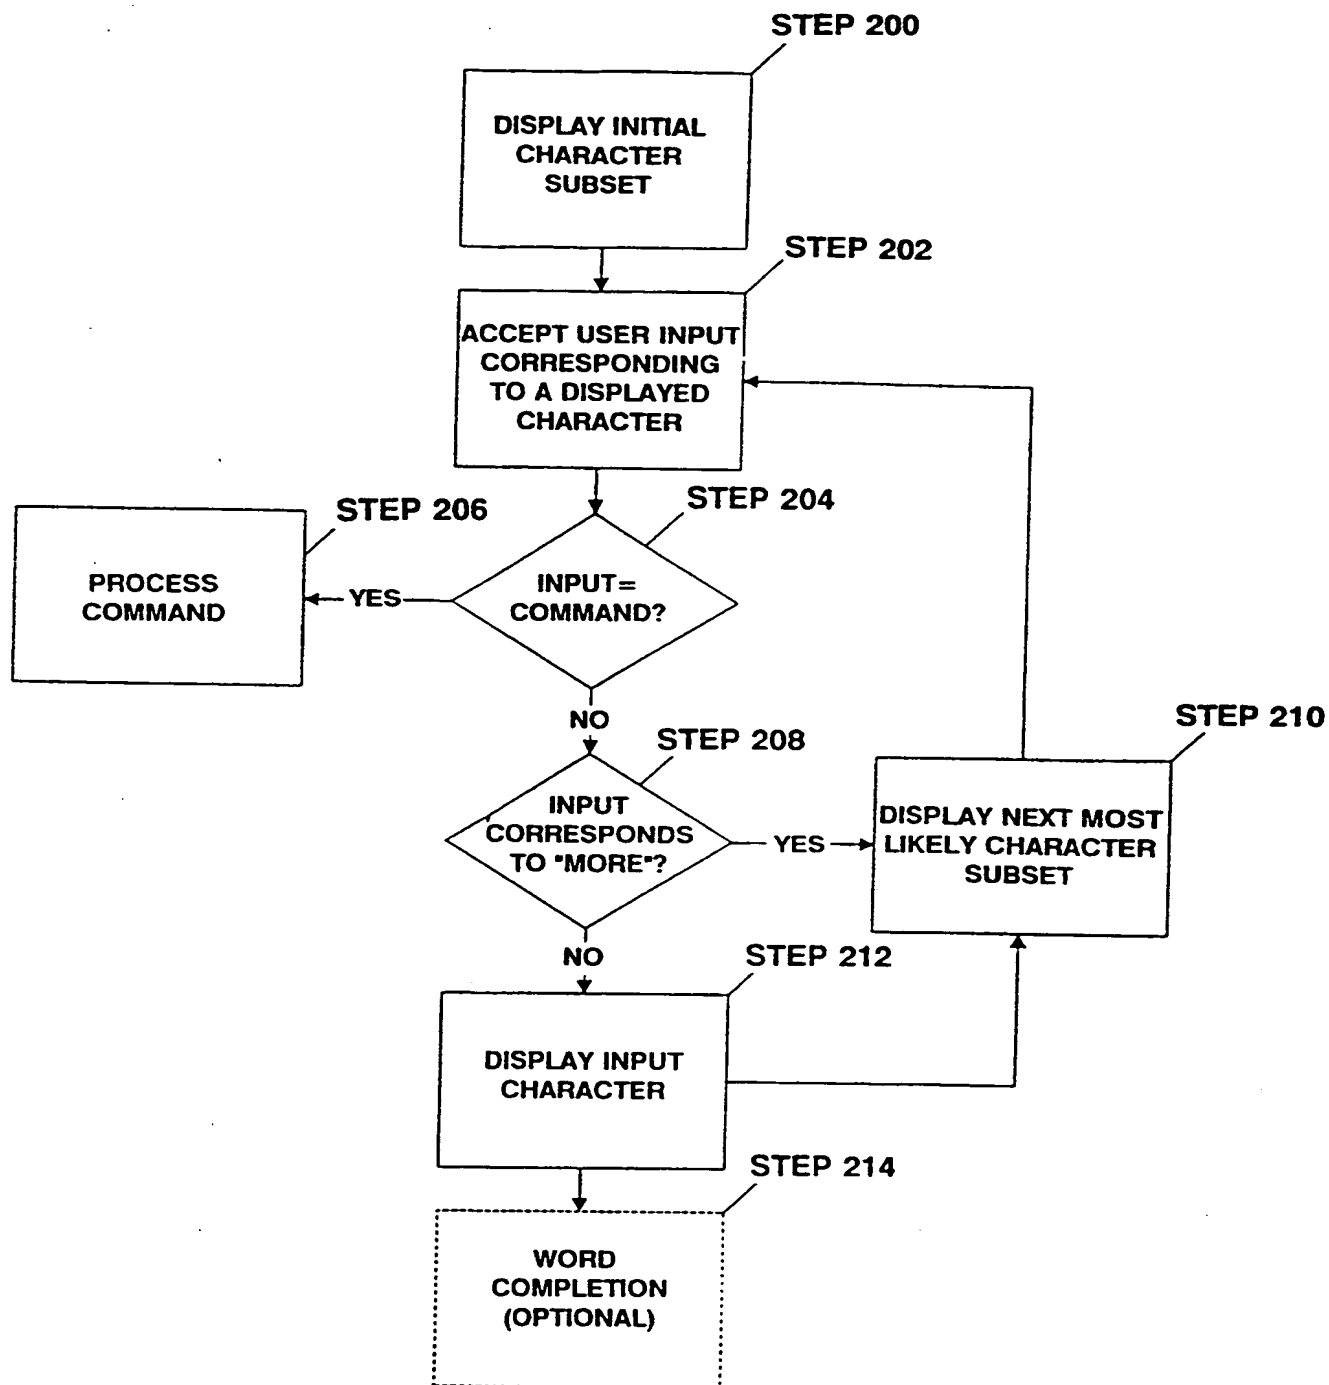 STEP 200
DISPLAY INITIAL
CHARACTER
SUBSET
STEP 202
ACCEPT USER INPUT
CORRESPONDING
TO A DISPLAYED
CHARACTER
STEP 204
INPUT=
COMMAND?
YES
STEP 206
PROCESS
COMMAND
NO
STEP 208
INPUT
CORRESPONDS
TO "MORE"?
YES
STEP 210
DISPLAY NEXT MOST
LIKELY CHARACTER
SUBSET
NO
STEP 212
DISPLAY INPUT
CHARACTER
STEP 214
WORD
COMPLETION
(OPTIONAL)